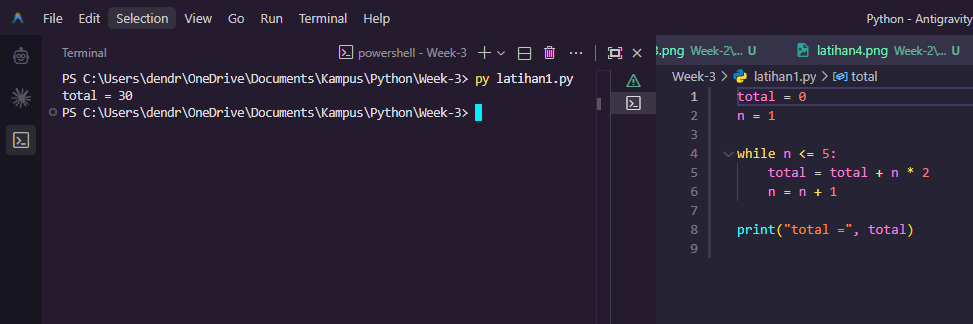 File Edit Selection View Go Run Terminal Help Python - Antigravity
Terminal
powershell - Week-3
PS C:\Users\dendr\OneDrive\Documents\Kampus\Python\Week-3> py latihan1.py
total = 30
PS C:\Users\dendr\OneDrive\Documents\Kampus\Python\Week-3>
3.png Week-2\... U latihan4.png Week-2\... U
Week-3 > latihan1.py > total
1 total = 0
2 n = 1
3
4 while n <= 5:
5 total = total + n * 2
6 n = n + 1
7
8 print("total =", total)
9